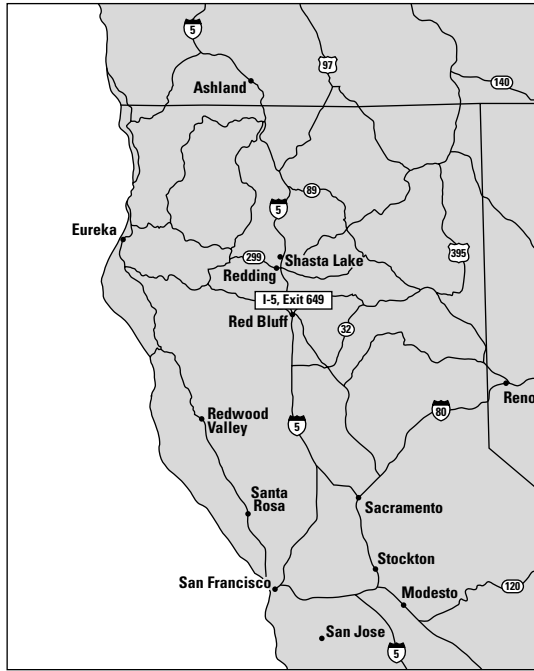 5
97
140
Ashland
89
5
Eureka
395
299
Shasta Lake
Redding
I-5, Exit 649
Red Bluff
32
Reno
80
Redwood
Valley
5
Santa
Rosa
Sacramento
Stockton
San Francisco
120
Modesto
San Jose
5